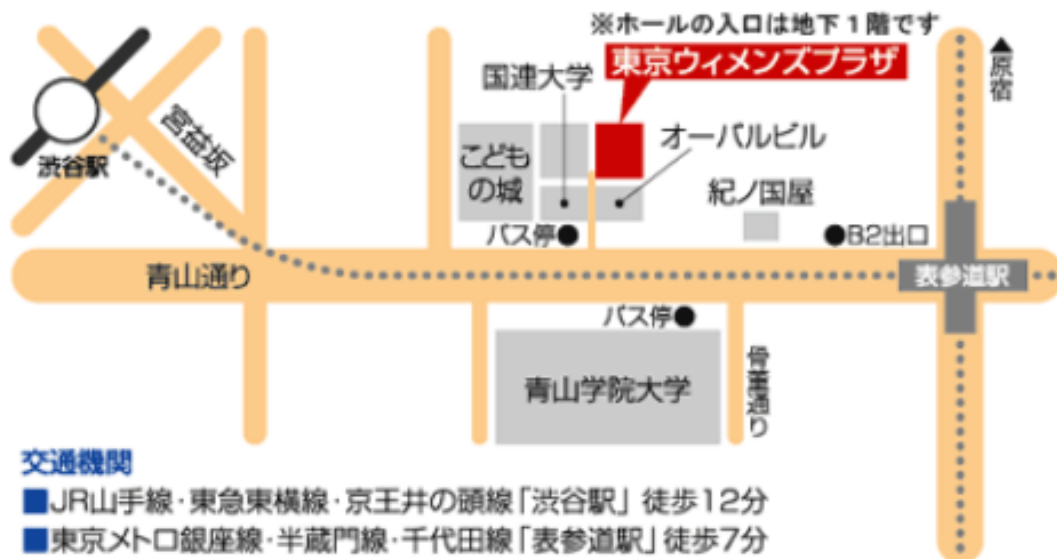 ※ホールの入口は地下1階です
東京ウィメンズプラザ
国連大学
オーバルビル
こども
の城
紀ノ国屋
▲原宿
宮益坂
渋谷駅
バス停●
●B2出口
青山通り
表参道駅
バス停●
青山学院大学
骨董通り
交通機関
■JR山手線・東急東横線・京王井の頭線「渋谷駅」徒歩12分
■東京メトロ銀座線・半蔵門線・千代田線「表参道駅」徒歩7分